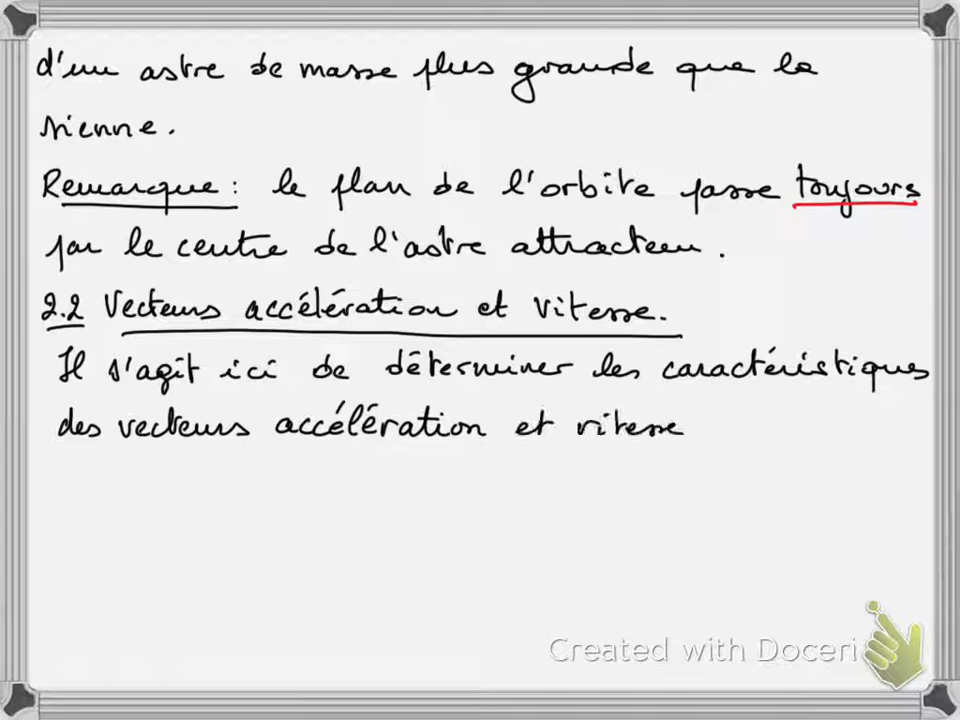 d'un astre de masse plus grande que la
sienne.
Remarque : le plan de l'orbite passe toujours
par le centre de l'astre attracteur.
2.2 Vecteurs accélération et vitesse.
Il s'agit ici de déterminer les caractéristiques
des vecteurs accélération et vitesse
Created with Doceri